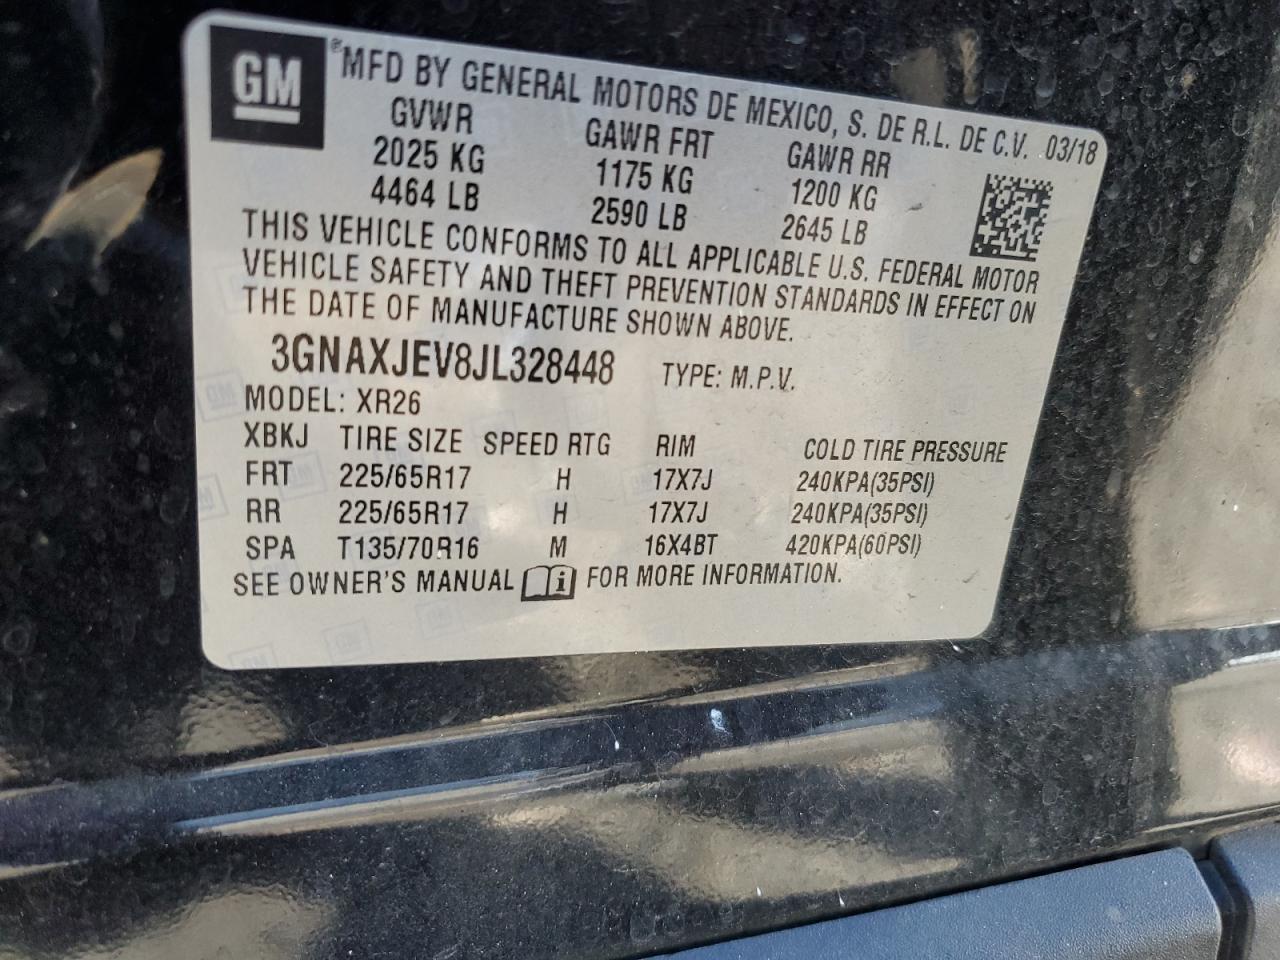 GM
® MFD BY GENERAL MOTORS DE MEXICO, S. DE R.L. DE C.V. 03/18
GVWR GAWR FRT GAWR RR
2025 KG 1175 KG 1200 KG
4464 LB 2590 LB 2645 LB
THIS VEHICLE CONFORMS TO ALL APPLICABLE U.S. FEDERAL MOTOR
VEHICLE SAFETY AND THEFT PREVENTION STANDARDS IN EFFECT ON
THE DATE OF MANUFACTURE SHOWN ABOVE.
3GNAXJEV8JL328448 TYPE: M.P.V.
MODEL: XR26
XBKJ TIRE SIZE SPEED RTG RIM COLD TIRE PRESSURE
FRT 225/65R17 H 17X7J 240KPA(35PSI)
RR 225/65R17 H 17X7J 240KPA(35PSI)
SPA T135/70R16 M 16X4BT 420KPA(60PSI)
SEE OWNER'S MANUAL i FOR MORE INFORMATION.